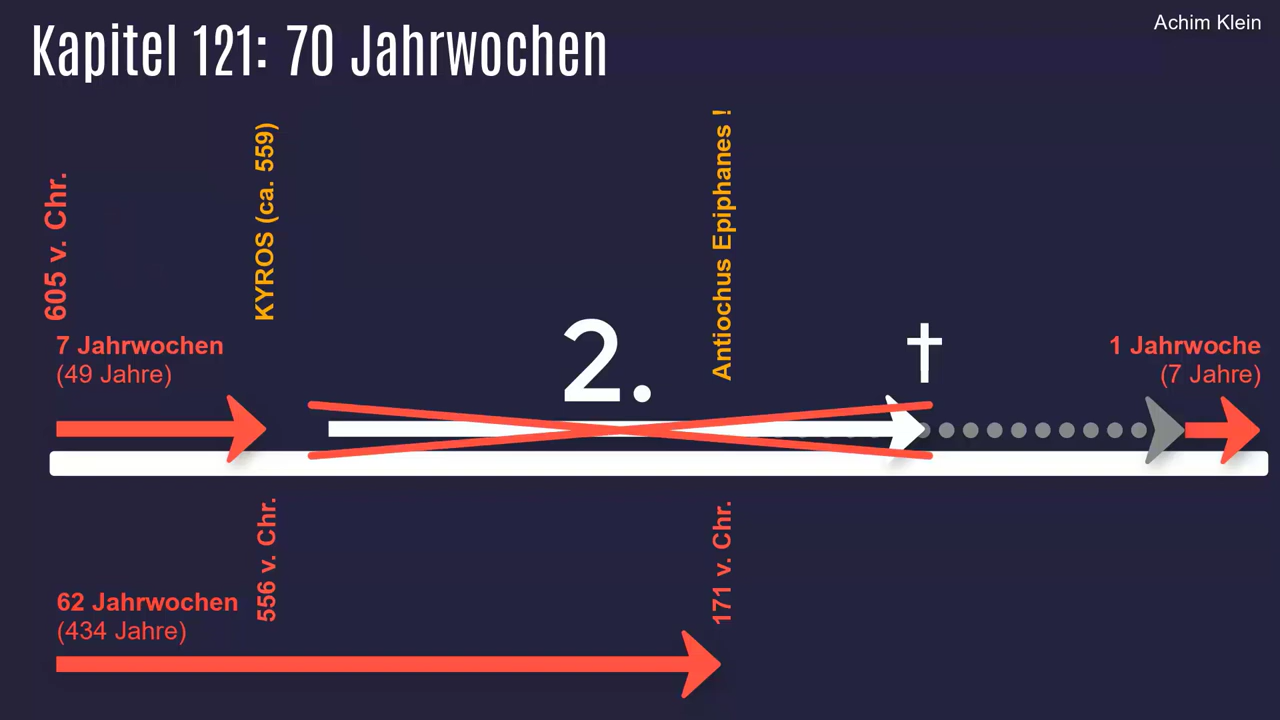 Kapitel 121: 70 Jahrwochen
Achim Klein
605 v. Chr.
KYROS (ca. 559)
Antiochus Epiphanes !
7 Jahrwochen
(49 Jahre)
2.
1 Jahrwoche
(7 Jahre)
556 v. Chr.
171 v. Chr.
62 Jahrwochen
(434 Jahre)